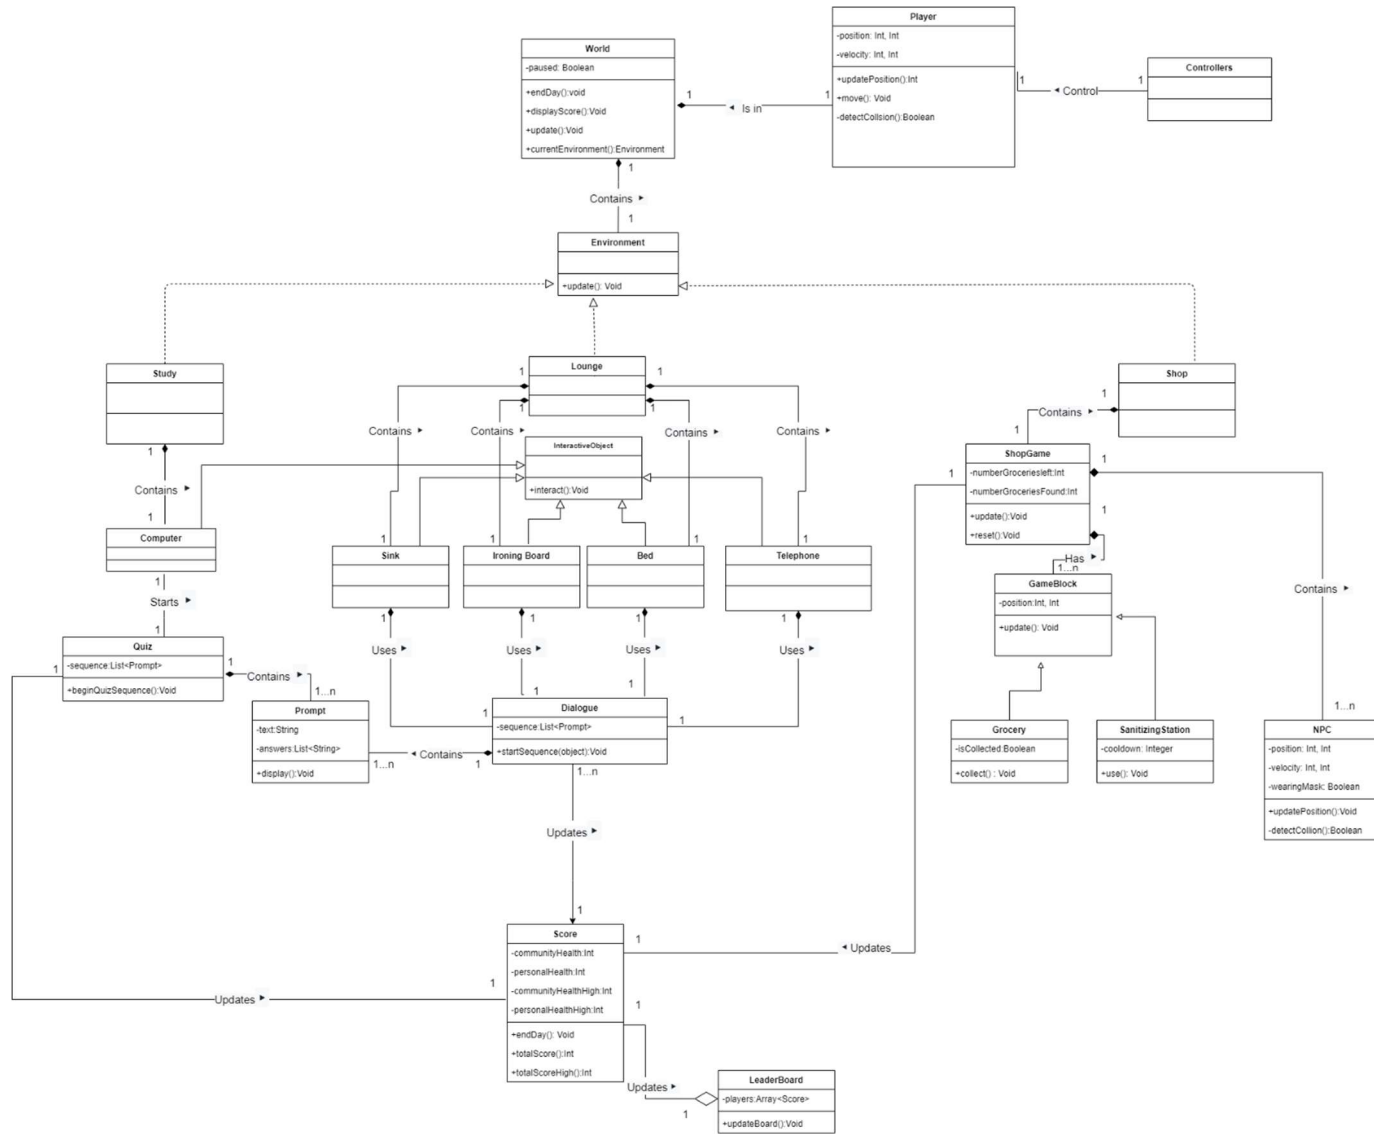 Player
-position: Int, Int
-velocity: Int, Int
+updatePosition():Int
+move(): Void
-detectCollsion():Boolean
World
-paused: Boolean
+endDay():void
+displayScore():Void
+update():Void
+currentEnvironment():Environment
Controllers
1
◄ Is in
1
1
◄ Control
1
1
Contains ►
1
Environment
+update(): Void
Study
Lounge
Shop
1
1
1
1
1
Contains ►
Contains ►
Contains ►
Contains ►
Contains ►
1
InteractiveObject
+interact():Void
ShopGame
-numberGroceriesleft:Int
-numberGroceriesFound:Int
+update():Void
+reset():Void
1
Contains ►
1
Computer
1
Sink
1
Ironing Board
1
Bed
1
Telephone
1
1
1
1
Has ►
1...n
GameBlock
-position:Int, Int
+update(): Void
Contains ►
1
Starts ►
1
1
1
1
1
Uses ►
Uses ►
Uses ►
Uses ►
Quiz
-sequence:List<Prompt>
+beginQuizSequence():Void
1
1
Contains ►
1...n
1
1
1
1
Prompt
-text:String
-answers:List<String>
+display():Void
◄ Contains
1...n
1
Dialogue
-sequence:List<Prompt>
+startSequence(object):Void
1...n
Grocery
-isCollected:Boolean
+collect() : Void
SanitizingStation
-cooldown: Integer
+use(): Void
1...n
NPC
-position: Int, Int
-velocity: Int, Int
-wearingMask: Boolean
+updatePosition():Void
-detectCollion():Boolean
Updates ►
1
Score
-communityHealth:Int
-personalHealth:Int
-communityHealthHigh:Int
-personalHealthHigh:Int
+endDay(): Void
+totalScore():Int
+totalScoreHigh():Int
1
◄ Updates
Updates ►
1
1
Updates ►
1
LeaderBoard
-players:Array<Score>
+updateBoard():Void